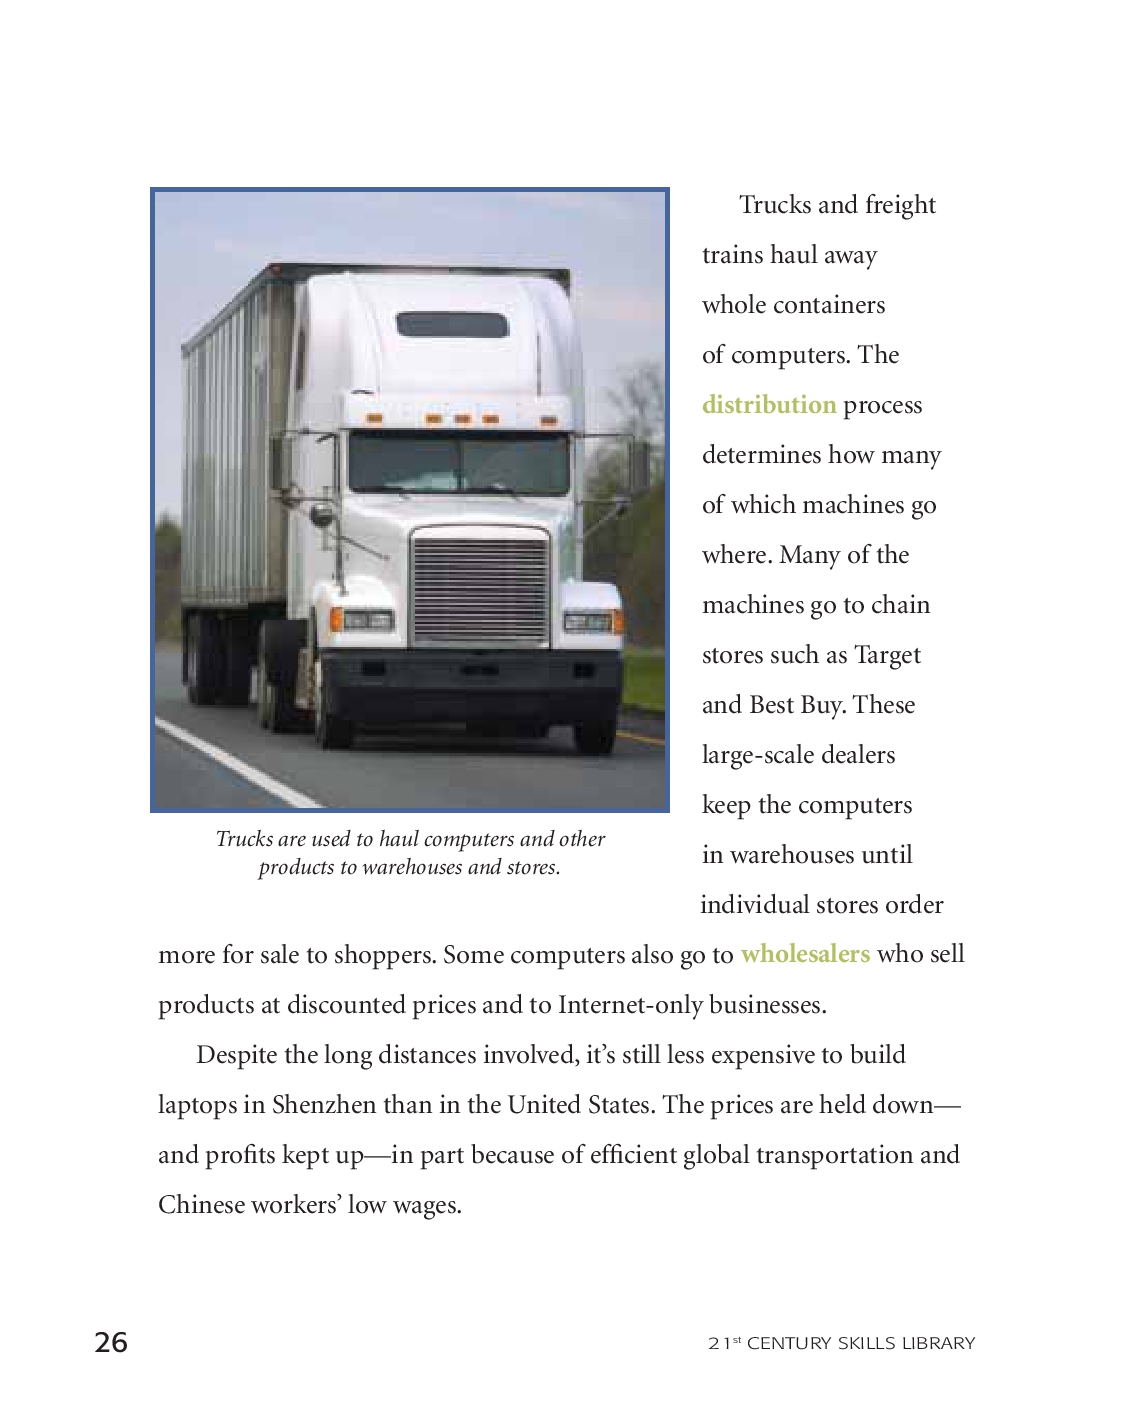 Trucks and freight
trains haul away
whole containers
of computers. The
distribution process
determines how many
of which machines go
where. Many of the
machines go to chain
stores such as Target
and Best Buy. These
large-scale dealers
keep the computers
in warehouses until
individual stores order
Trucks are used to haul computers and other
products to warehouses and stores.
more for sale to shoppers. Some computers also go to wholesalers who sell
products at discounted prices and to Internet-only businesses.
Despite the long distances involved, it’s still less expensive to build
laptops in Shenzhen than in the United States. The prices are held down—
and profits kept up—in part because of efficient global transportation and
Chinese workers’ low wages.
26
21st CENTURY SKILLS LIBRARY